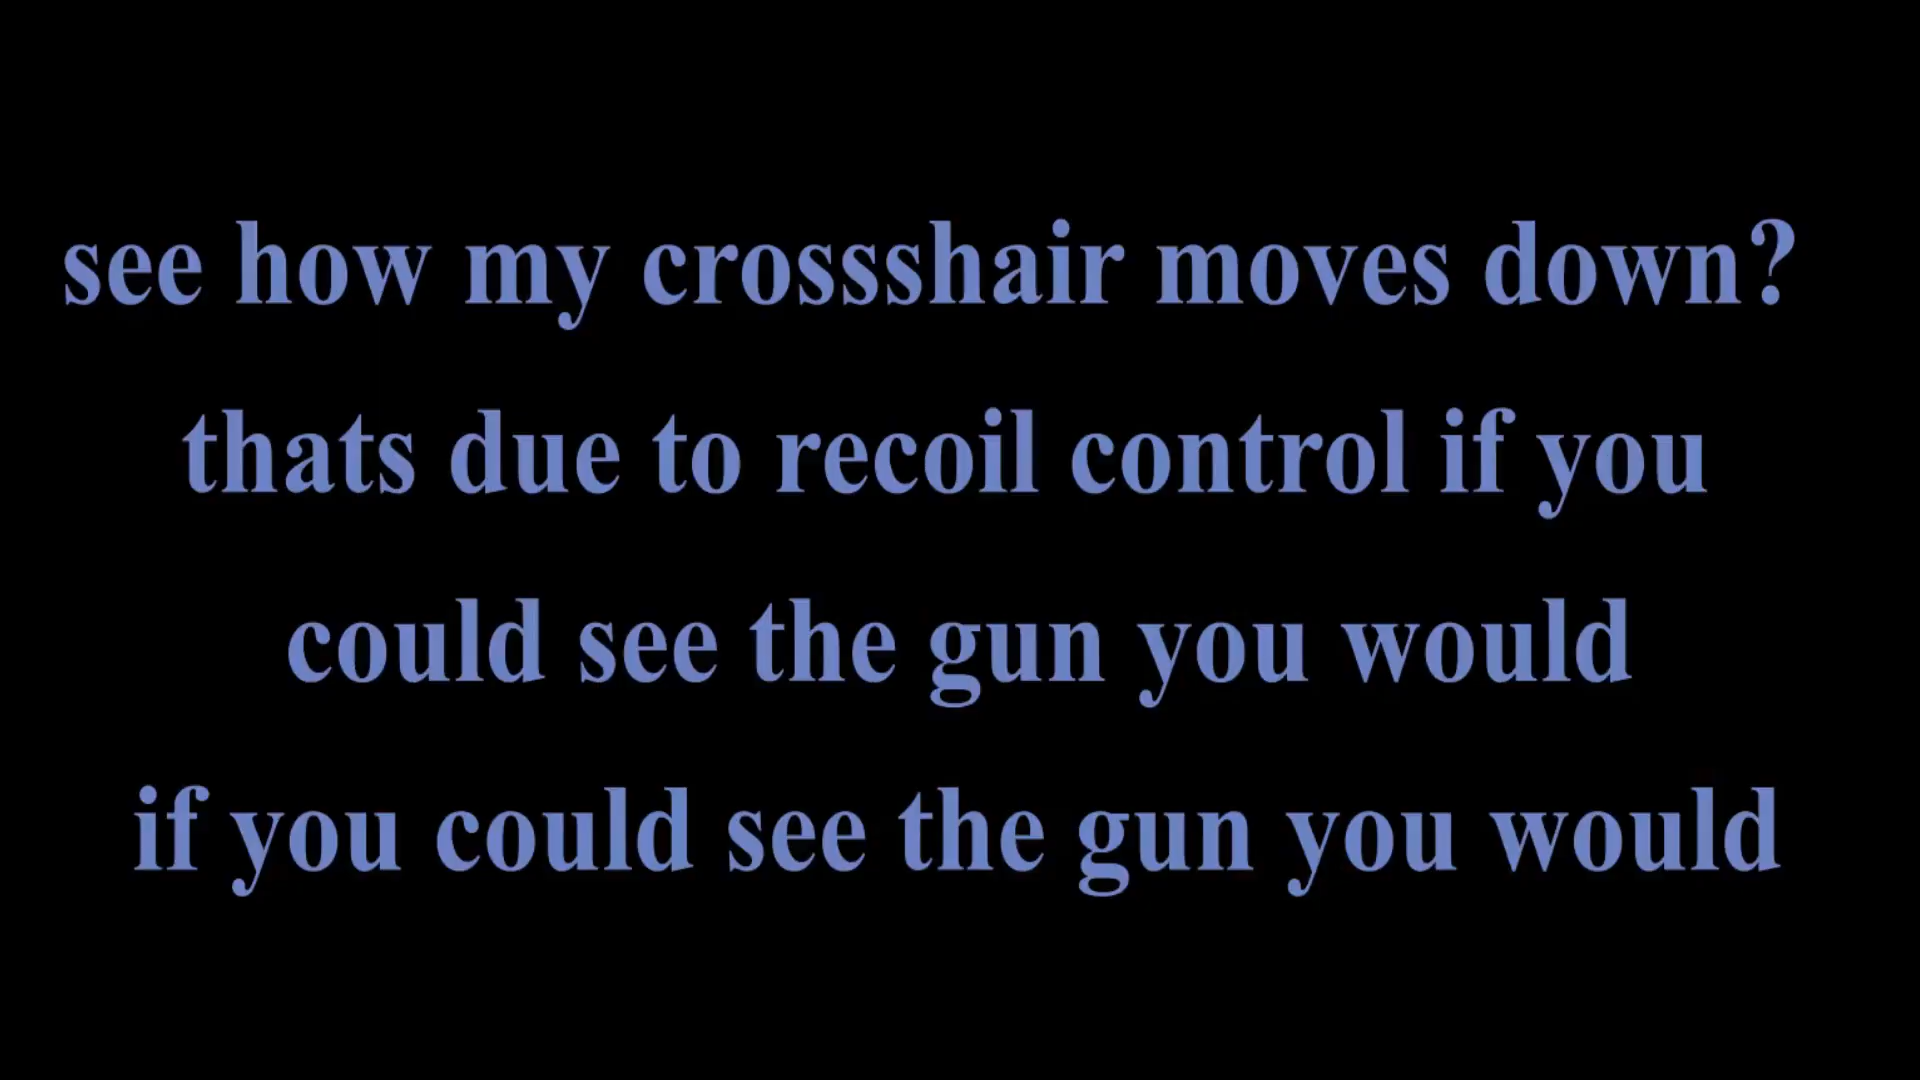 see how my crossshair moves down?
thats due to recoil control if you
could see the gun you would
if you could see the gun you would